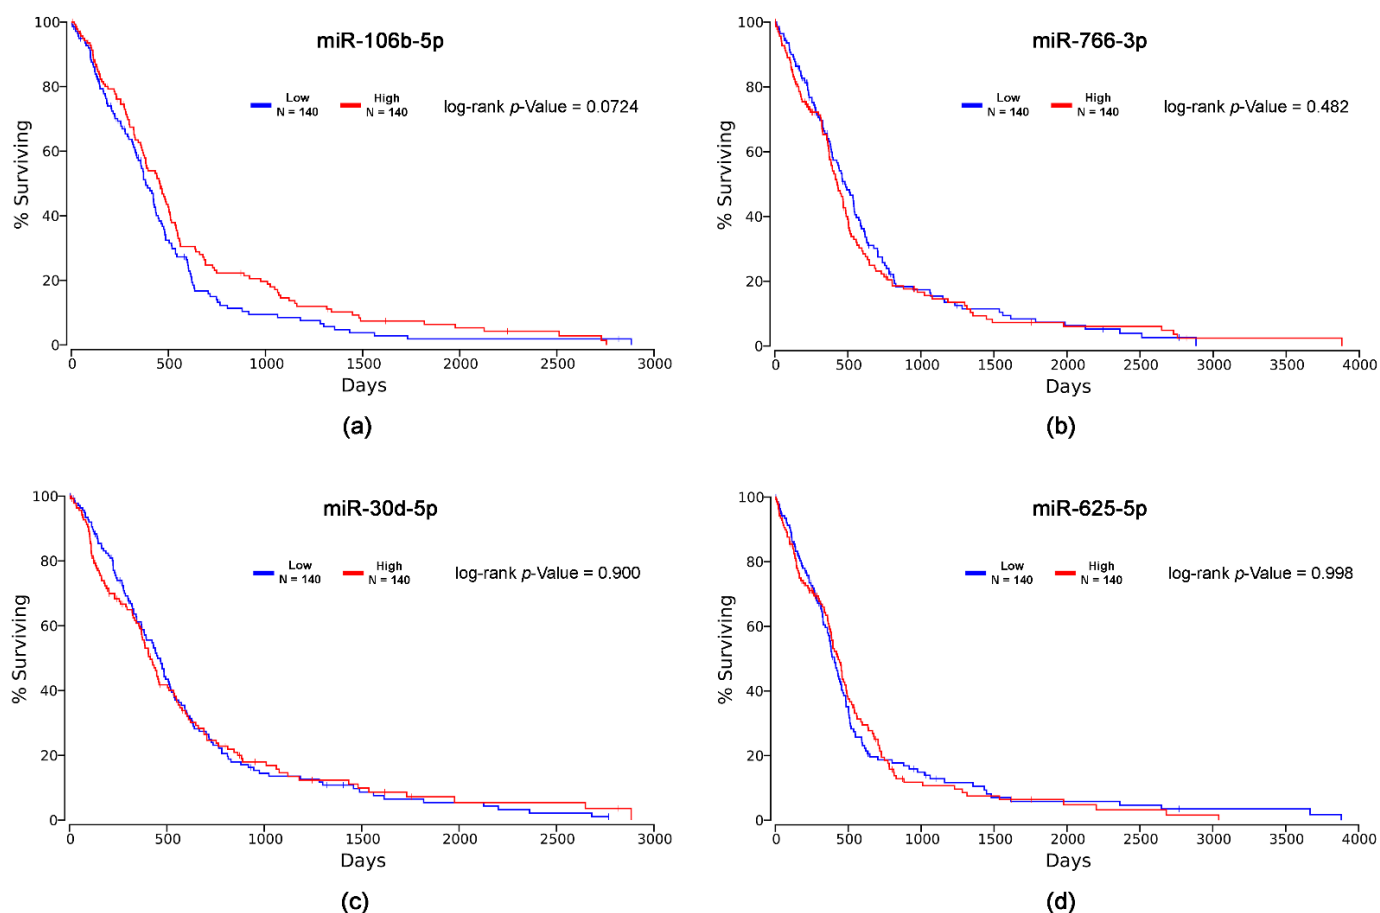 miR-106b-5p
Low
N = 140
High
N = 140
log-rank p-Value = 0.0724
% Surviving
100
80
60
40
20
0
0 500 1000 1500 2000 2500 3000
Days
(a)
miR-766-3p
Low
N = 140
High
N = 140
log-rank p-Value = 0.482
% Surviving
100
80
60
40
20
0
0 500 1000 1500 2000 2500 3000 3500 4000
Days
(b)
miR-30d-5p
Low
N = 140
High
N = 140
log-rank p-Value = 0.900
% Surviving
100
80
60
40
20
0
0 500 1000 1500 2000 2500 3000
Days
(c)
miR-625-5p
Low
N = 140
High
N = 140
log-rank p-Value = 0.998
% Surviving
100
80
60
40
20
0
0 500 1000 1500 2000 2500 3000 3500 4000
Days
(d)